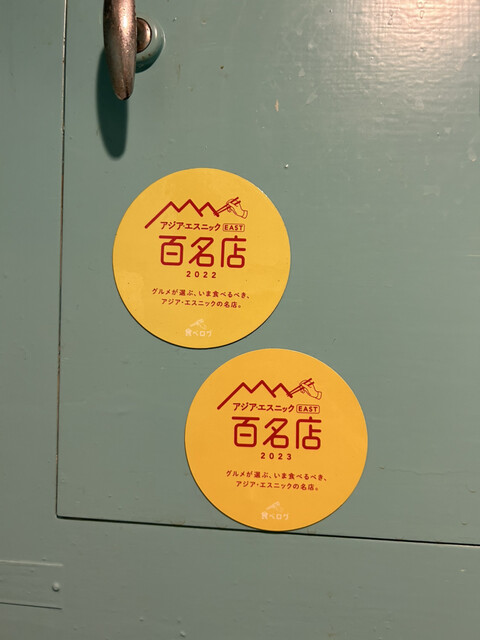 アジア・エスニック EAST
百名店
2022
グルメが選ぶ、いま食べるべき、
アジア・エスニックの名店。
食べログ
アジア・エスニック EAST
百名店
2023
グルメが選ぶ、いま食べるべき、
アジア・エスニックの名店。
食べログ